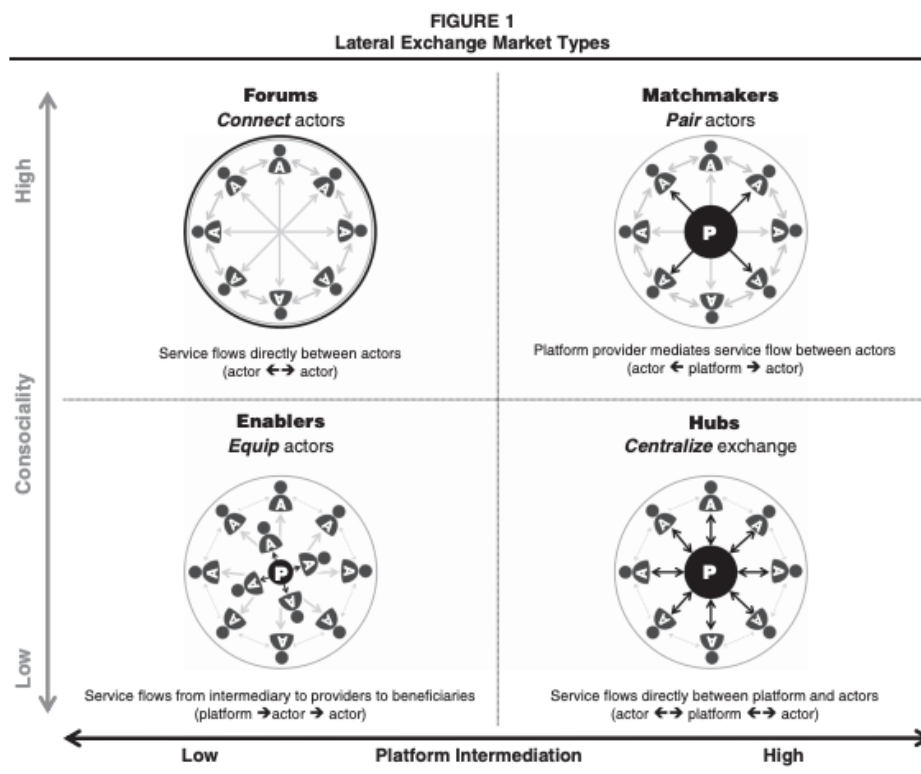 FIGURE 1
Lateral Exchange Market Types
Forums
Connect actors
A
A
A
A
A
A
A
A
Service flows directly between actors
(actor ←→ actor)
Matchmakers
Pair actors
A
A
A
A
P
A
A
A
A
Platform provider mediates service flow between actors
(actor ← platform → actor)
Enablers
Equip actors
A
A
A
A
A
A
P
A
A
A
A
A
A
Service flows from intermediary to providers to beneficiaries
(platform →actor → actor)
Hubs
Centralize exchange
A
A
A
A
P
A
A
A
A
Service flows directly between platform and actors
(actor ←→ platform ←→ actor)
High
Consociality
Low
Low Platform Intermediation High